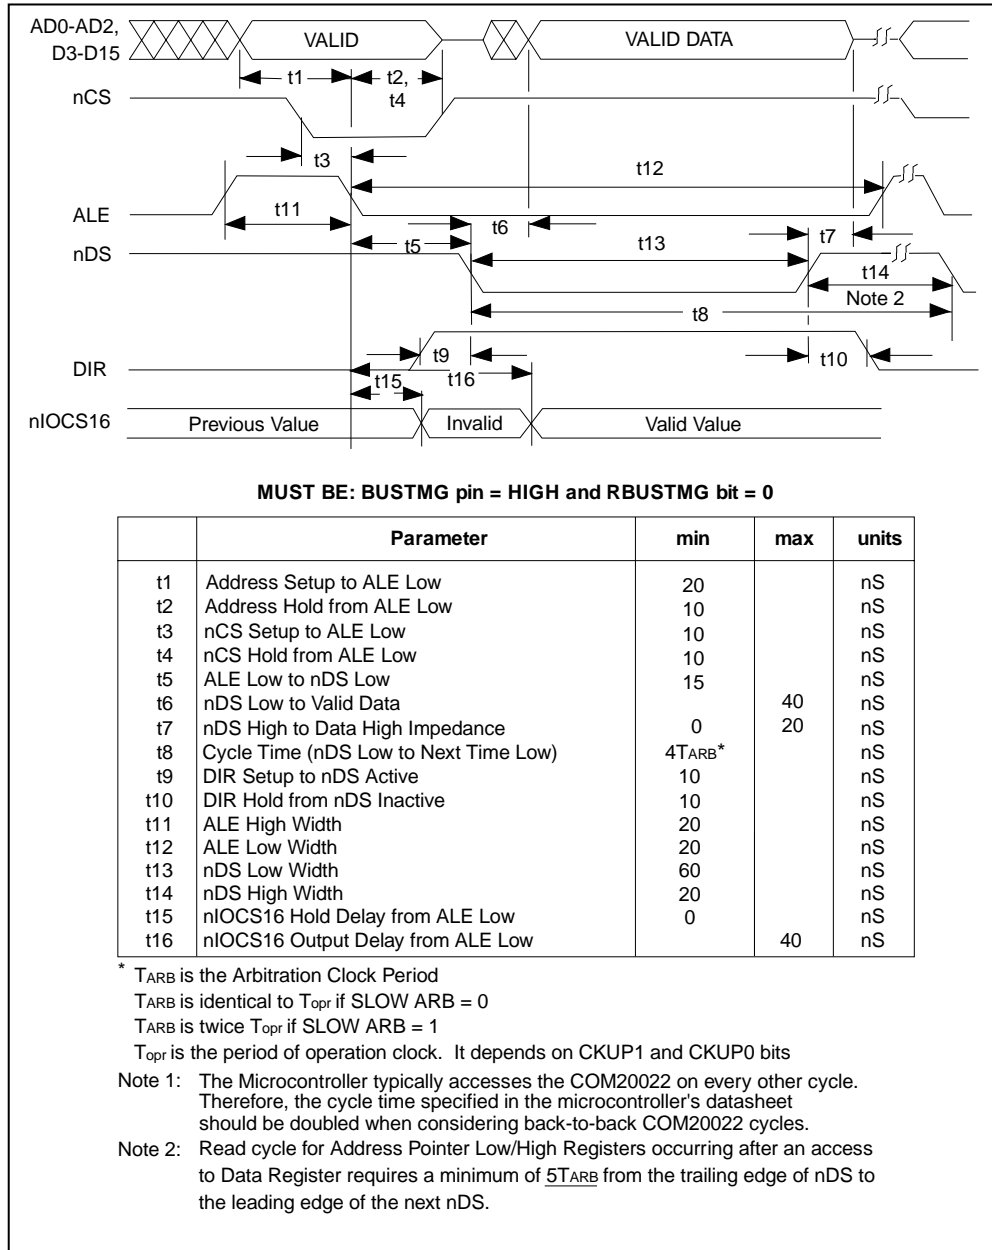 AD0-AD2,
D3-D15
VALID
VALID DATA
t1
t2,
t4
nCS
t3
t12
ALE
t11
t6
t7
nDS
t5
t13
t14
Note 2
t8
DIR
t9
t10
t15
t16
nIOCS16
Previous Value
Invalid
Valid Value
MUST BE: BUSTMG pin = HIGH and RBUSTMG bit = 0
Parameter min max units
t1 Address Setup to ALE Low 20 nS
t2 Address Hold from ALE Low 10 nS
t3 nCS Setup to ALE Low 10 nS
t4 nCS Hold from ALE Low 10 nS
t5 ALE Low to nDS Low 15 nS
t6 nDS Low to Valid Data 40 nS
t7 nDS High to Data High Impedance 0 20 nS
t8 Cycle Time (nDS Low to Next Time Low) 4TARB* nS
t9 DIR Setup to nDS Active 10 nS
t10 DIR Hold from nDS Inactive 10 nS
t11 ALE High Width 20 nS
t12 ALE Low Width 20 nS
t13 nDS Low Width 60 nS
t14 nDS High Width 20 nS
t15 nIOCS16 Hold Delay from ALE Low 0 nS
t16 nIOCS16 Output Delay from ALE Low 40 nS
* TARB is the Arbitration Clock Period
TARB is identical to Topr if SLOW ARB = 0
TARB is twice Topr if SLOW ARB = 1
Topr is the period of operation clock. It depends on CKUP1 and CKUP0 bits
Note 1: The Microcontroller typically accesses the COM20022 on every other cycle.
Therefore, the cycle time specified in the microcontroller's datasheet
should be doubled when considering back-to-back COM20022 cycles.
Note 2: Read cycle for Address Pointer Low/High Registers occurring after an access
to Data Register requires a minimum of 5TARB from the trailing edge of nDS to
the leading edge of the next nDS.